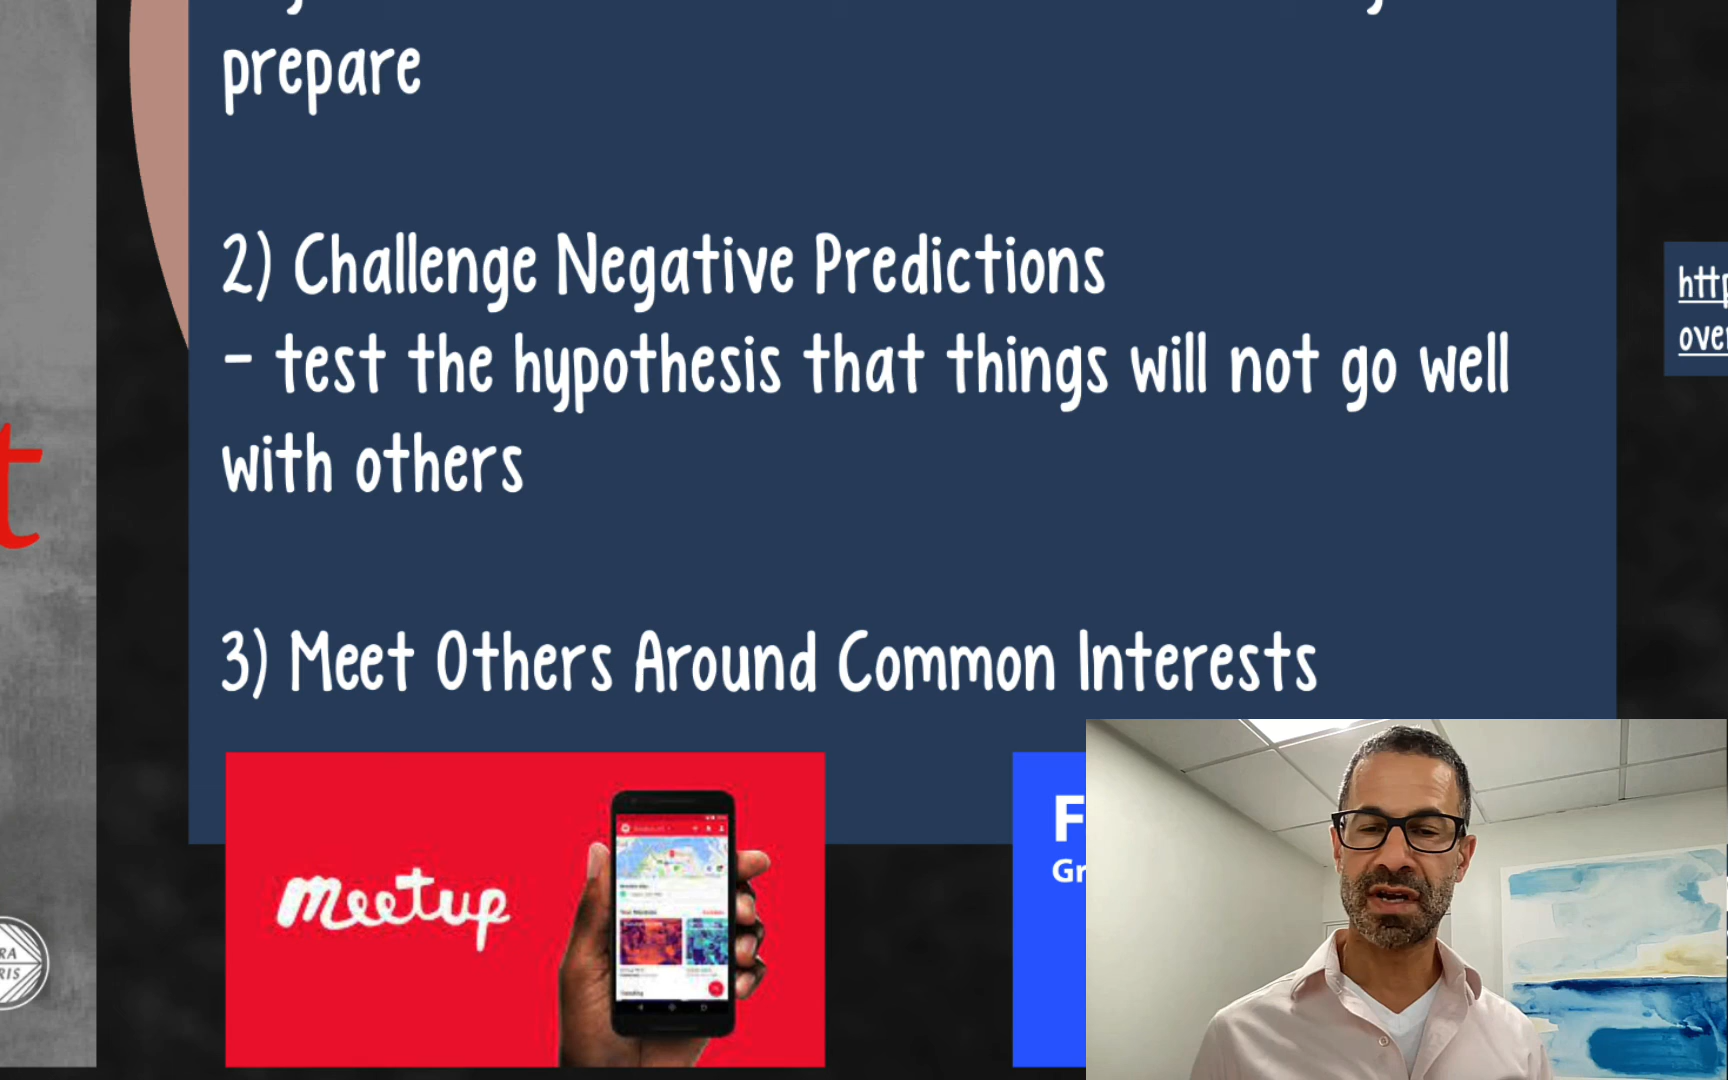 prepare
2) Challenge Negative Predictions
- test the hypothesis that things will not go well
with others
3) Meet Others Around Common Interests
meetup